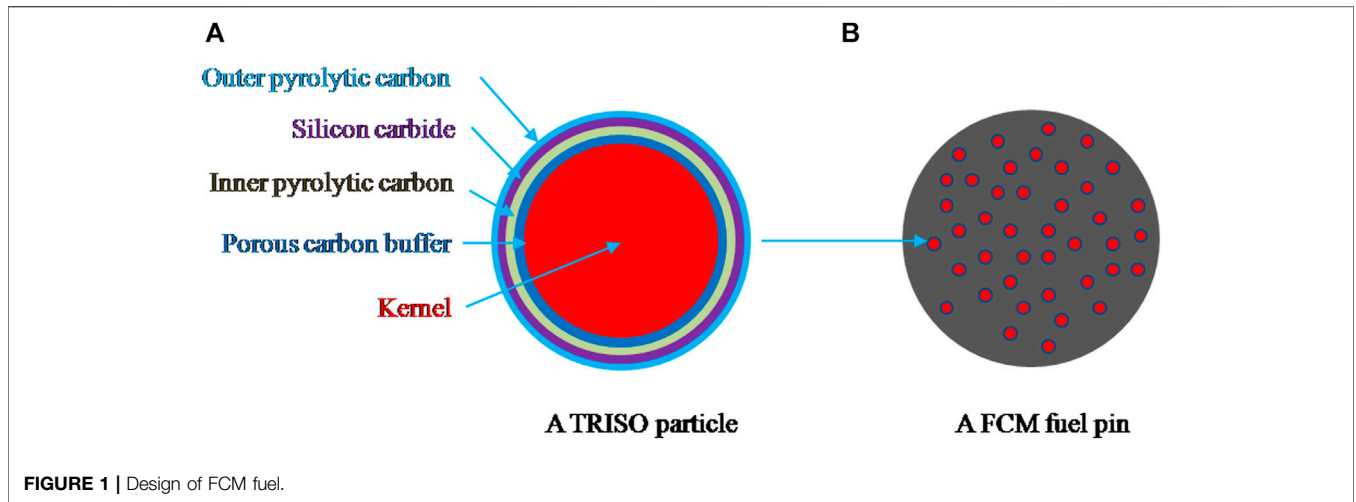 A
B
Outer pyrolytic carbon
Silicon carbide
Inner pyrolytic carbon
Porous carbon buffer
Kernel
A TRISO particle
A FCM fuel pin
FIGURE 1 | Design of FCM fuel.